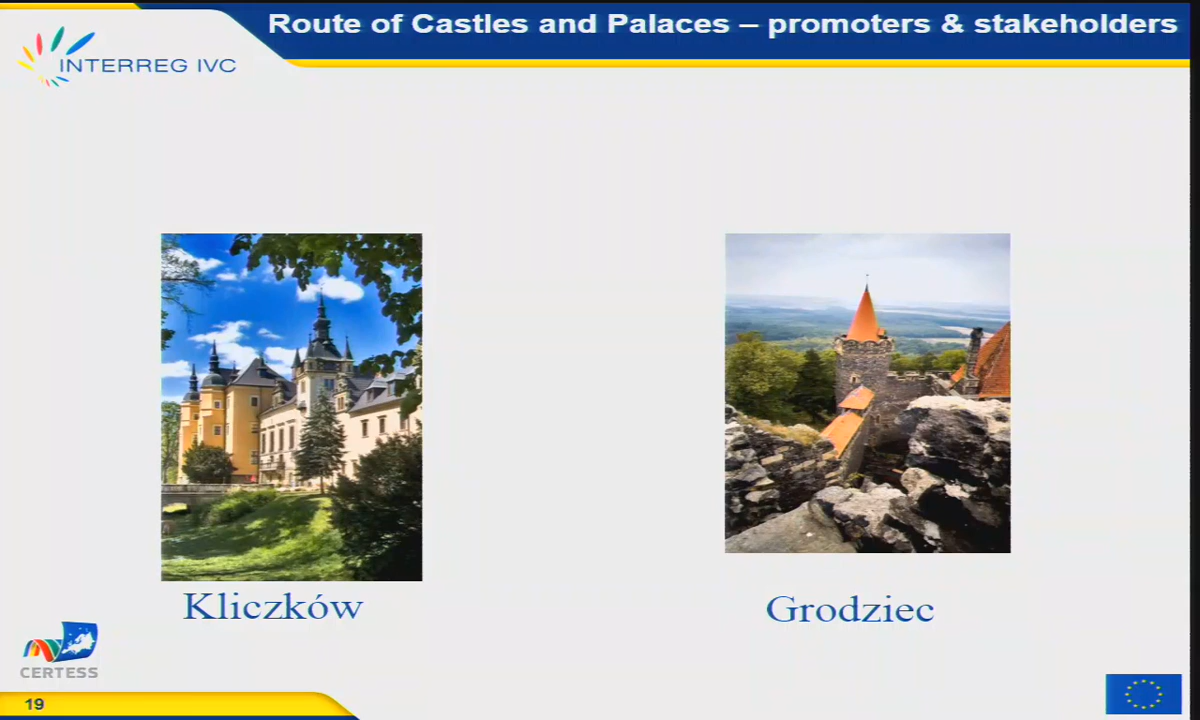 Route of Castles and Palaces – promoters & stakeholders
INTERREG IVC
Kliczków
Grodziec
CERTESS
19